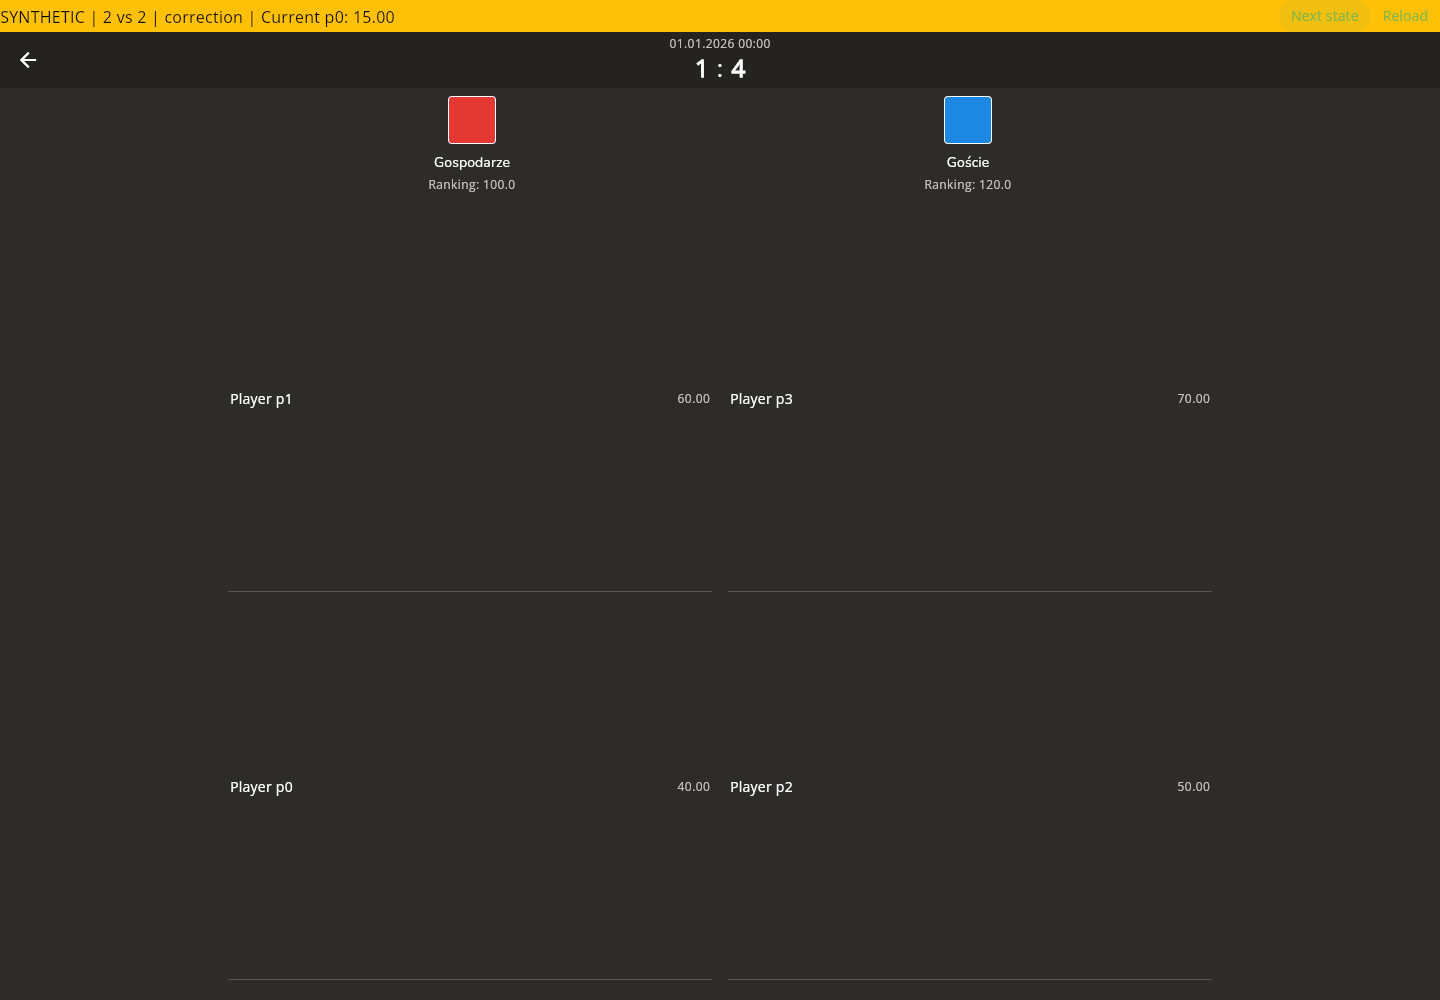 SYNTHETIC | 2 vs 2 | correction | Current p0: 15.00
Next state
Reload
01.01.2026 00:00
1 : 4
Gospodarze
Goście
Ranking: 100.0
Ranking: 120.0
Player p1
60.00
Player p3
70.00
Player p0
40.00
Player p2
50.00